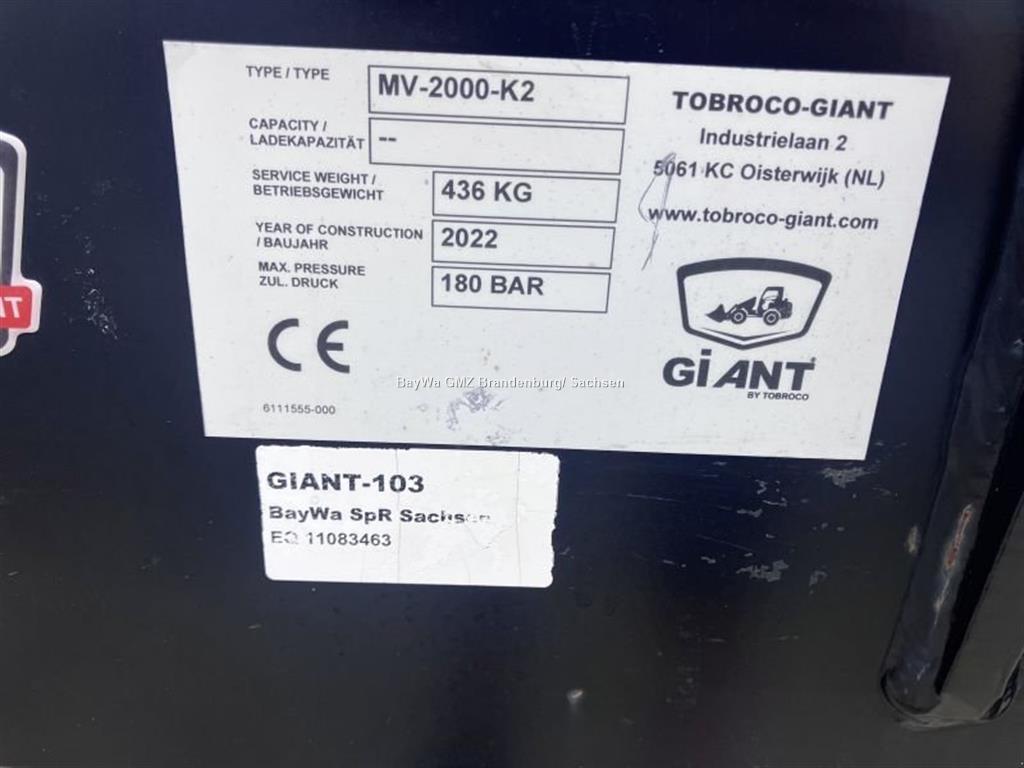 TYPE / TYPE
MV-2000-K2
CAPACITY /
LADEKAPAZITÄT
--
SERVICE WEIGHT /
BETRIEBSGEWICHT
436 KG
YEAR OF CONSTRUCTION
/ BAUJAHR
2022
MAX. PRESSURE
ZUL. DRUCK
180 BAR
CE
6111555-000
TOBROCO-GIANT
Industrielaan 2
5061 KC Oisterwijk (NL)
www.tobroco-giant.com
GiANT
BY TOBROCO
BayWa GMZ Brandenburg/ Sachsen
GIANT-103
BayWa SpR Sachsen
EQ 11083463